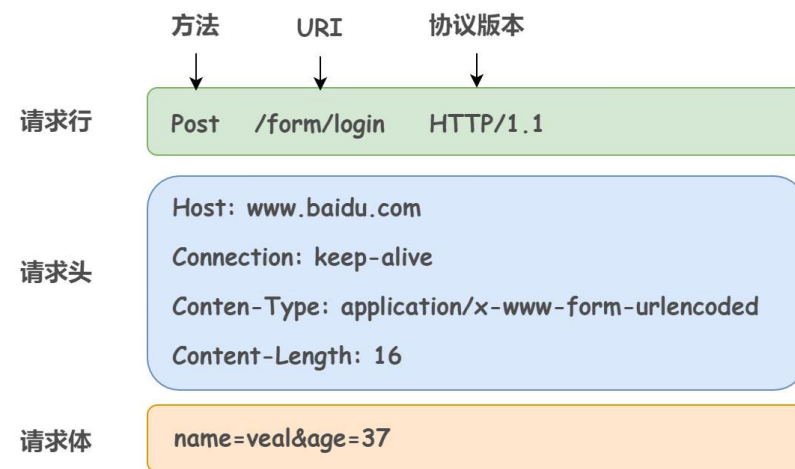 方法 URI 协议版本
请求行 Post /form/login HTTP/1.1
请求头
Host: www.baidu.com
Connection: keep-alive
Conten-Type: application/x-www-form-urlencoded
Content-Length: 16
请求体 name=veal&age=37